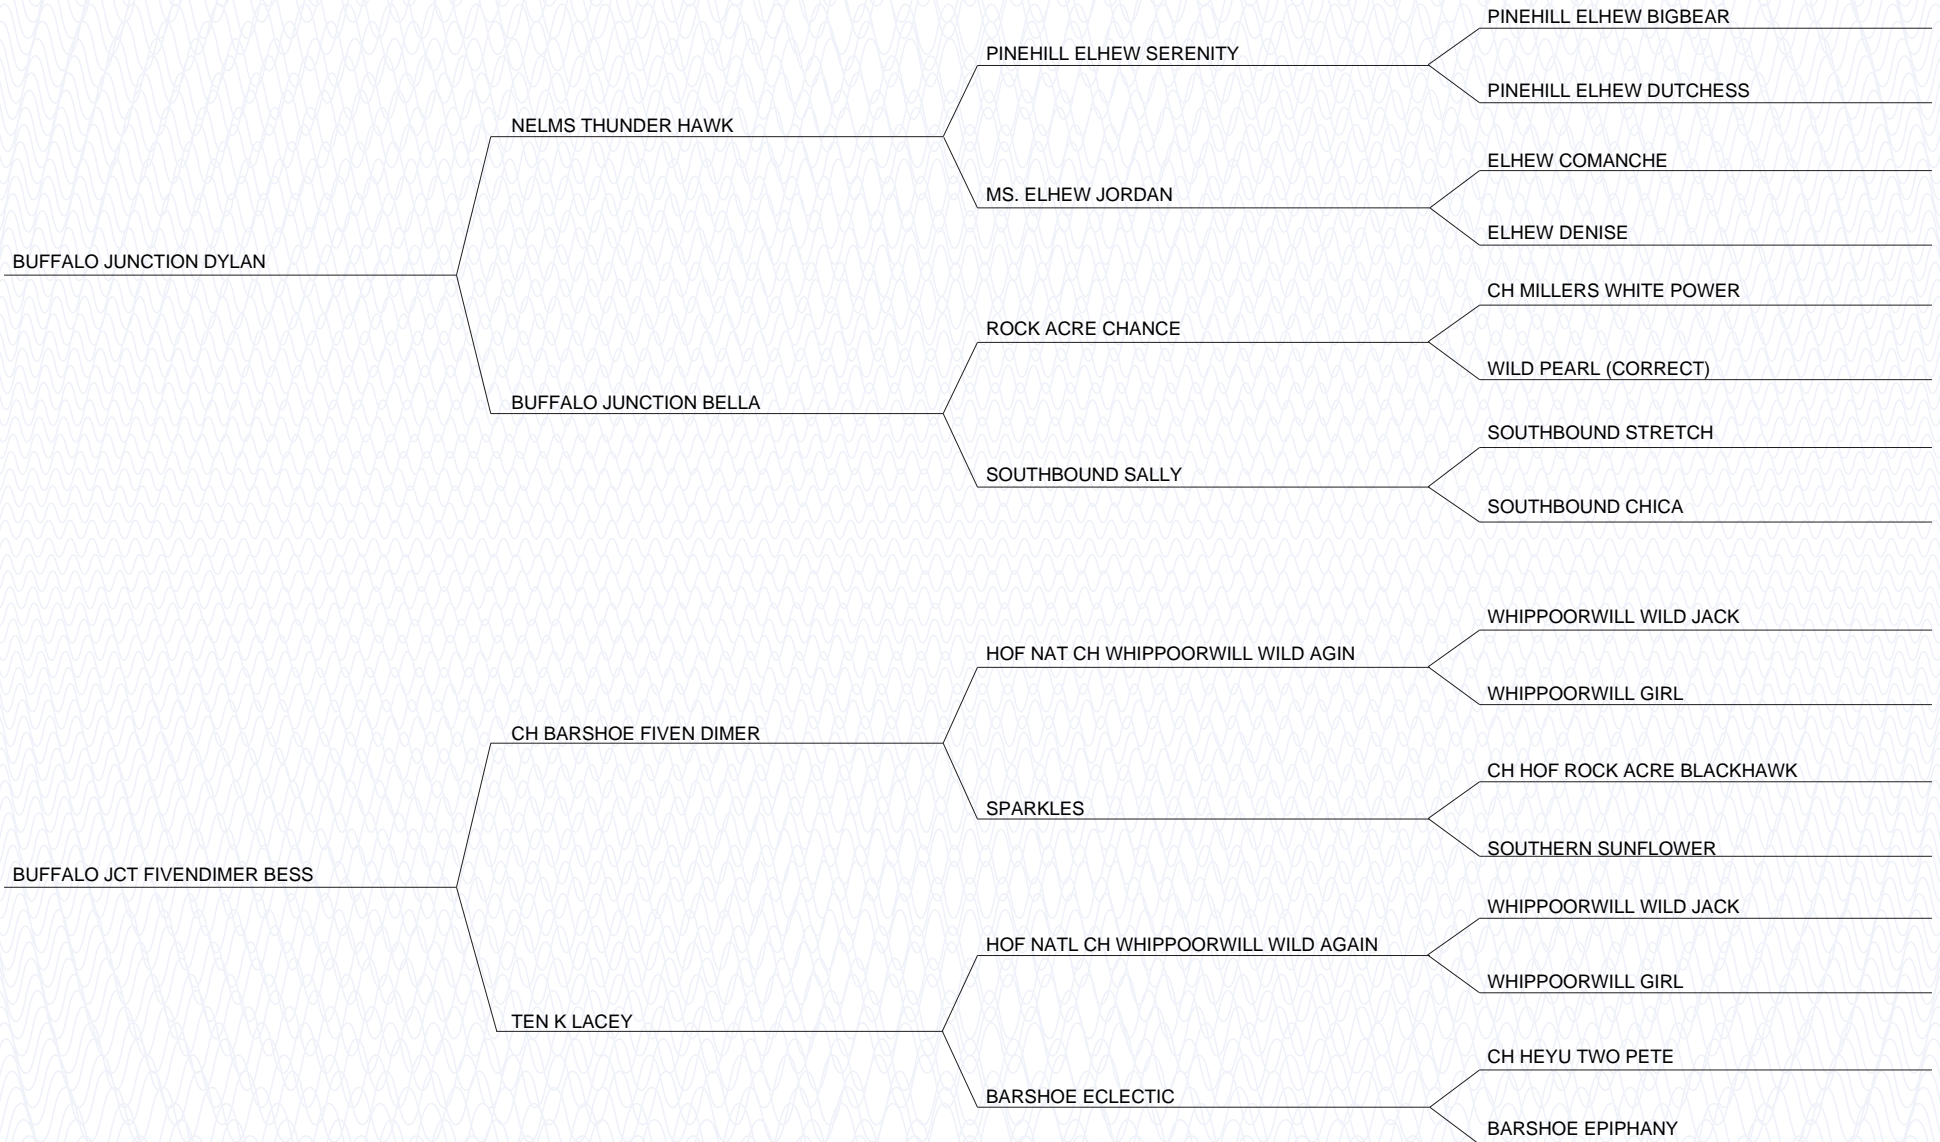 PINEHILL ELHEW BIGBEAR
PINEHILL ELHEW SERENITY
PINEHILL ELHEW DUTCHESS
NELMS THUNDER HAWK
ELHEW COMANCHE
MS. ELHEW JORDAN
ELHEW DENISE
BUFFALO JUNCTION DYLAN
CH MILLERS WHITE POWER
ROCK ACRE CHANCE
WILD PEARL (CORRECT)
BUFFALO JUNCTION BELLA
SOUTHBOUND STRETCH
SOUTHBOUND SALLY
SOUTHBOUND CHICA
WHIPPOORWILL WILD JACK
HOF NAT CH WHIPPOORWILL WILD AGIN
WHIPPOORWILL GIRL
CH BARSHOE FIVEN DIMER
CH HOF ROCK ACRE BLACKHAWK
SPARKLES
SOUTHERN SUNFLOWER
BUFFALO JCT FIVENDIMER BESS
WHIPPOORWILL WILD JACK
HOF NATL CH WHIPPOORWILL WILD AGAIN
WHIPPOORWILL GIRL
TEN K LACEY
CH HEYU TWO PETE
BARSHOE ECLECTIC
BARSHOE EPIPHANY